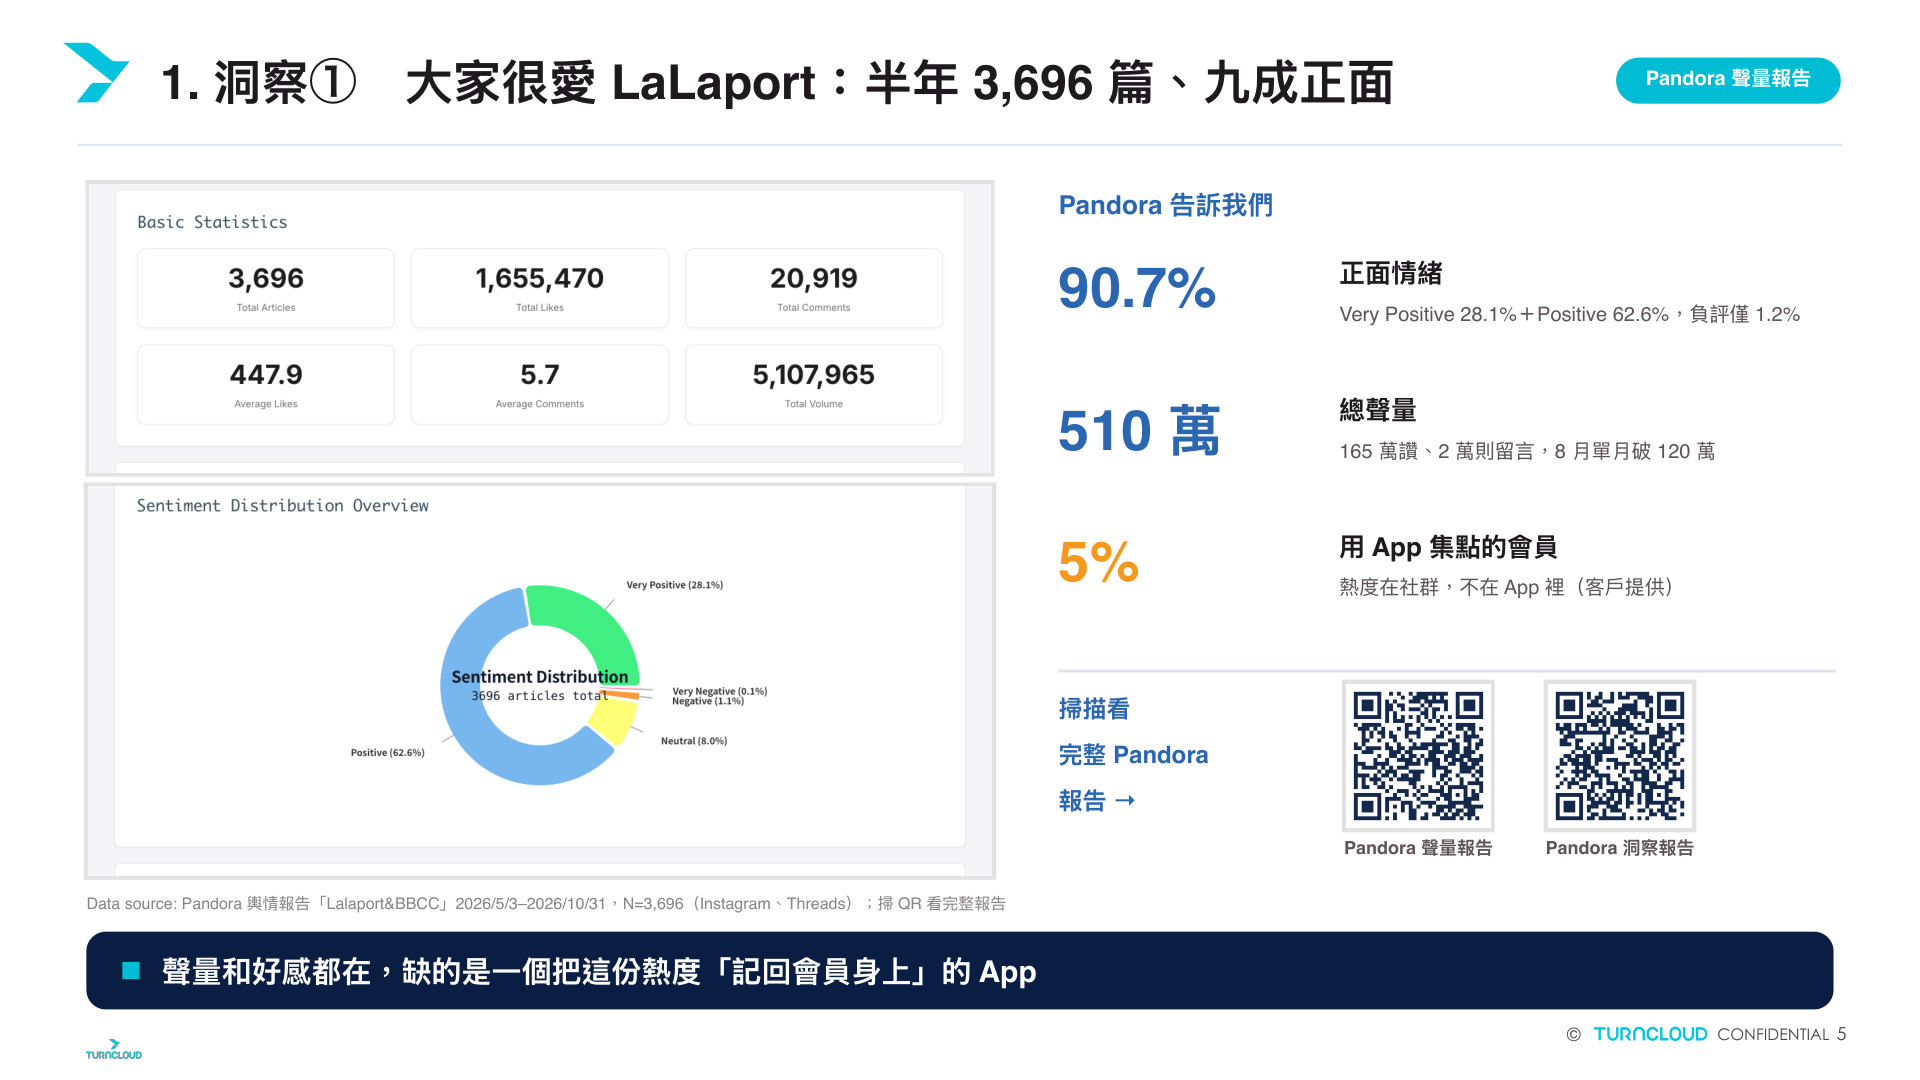 1. 洞察①　大家很愛 LaLaport：半年 3,696 篇、九成正面
Pandora 聲量報告
Basic Statistics
3,696
Total Articles
1,655,470
Total Likes
20,919
Total Comments
447.9
Average Likes
5.7
Average Comments
5,107,965
Total Volume
Sentiment Distribution Overview
Very Positive (28.1%)
Sentiment Distribution
3696 articles total
Very Negative (0.1%)
Negative (1.1%)
Neutral (8.0%)
Positive (62.6%)
Data source: Pandora 輿情報告「Lalaport&BBCC」2026/5/3–2026/10/31，N=3,696（Instagram、Threads）；掃 QR 看完整報告
Pandora 告訴我們
90.7%
正面情緒
Very Positive 28.1%＋Positive 62.6%，負評僅 1.2%
510 萬
總聲量
165 萬讚、2 萬則留言，8 月單月破 120 萬
5%
用 App 集點的會員
熱度在社群，不在 App 裡（客戶提供）
掃描看
完整 Pandora
報告 →
Pandora 聲量報告
Pandora 洞察報告
聲量和好感都在，缺的是一個把這份熱度「記回會員身上」的 App
TURNCLOUD
© TURNCLOUD CONFIDENTIAL 5